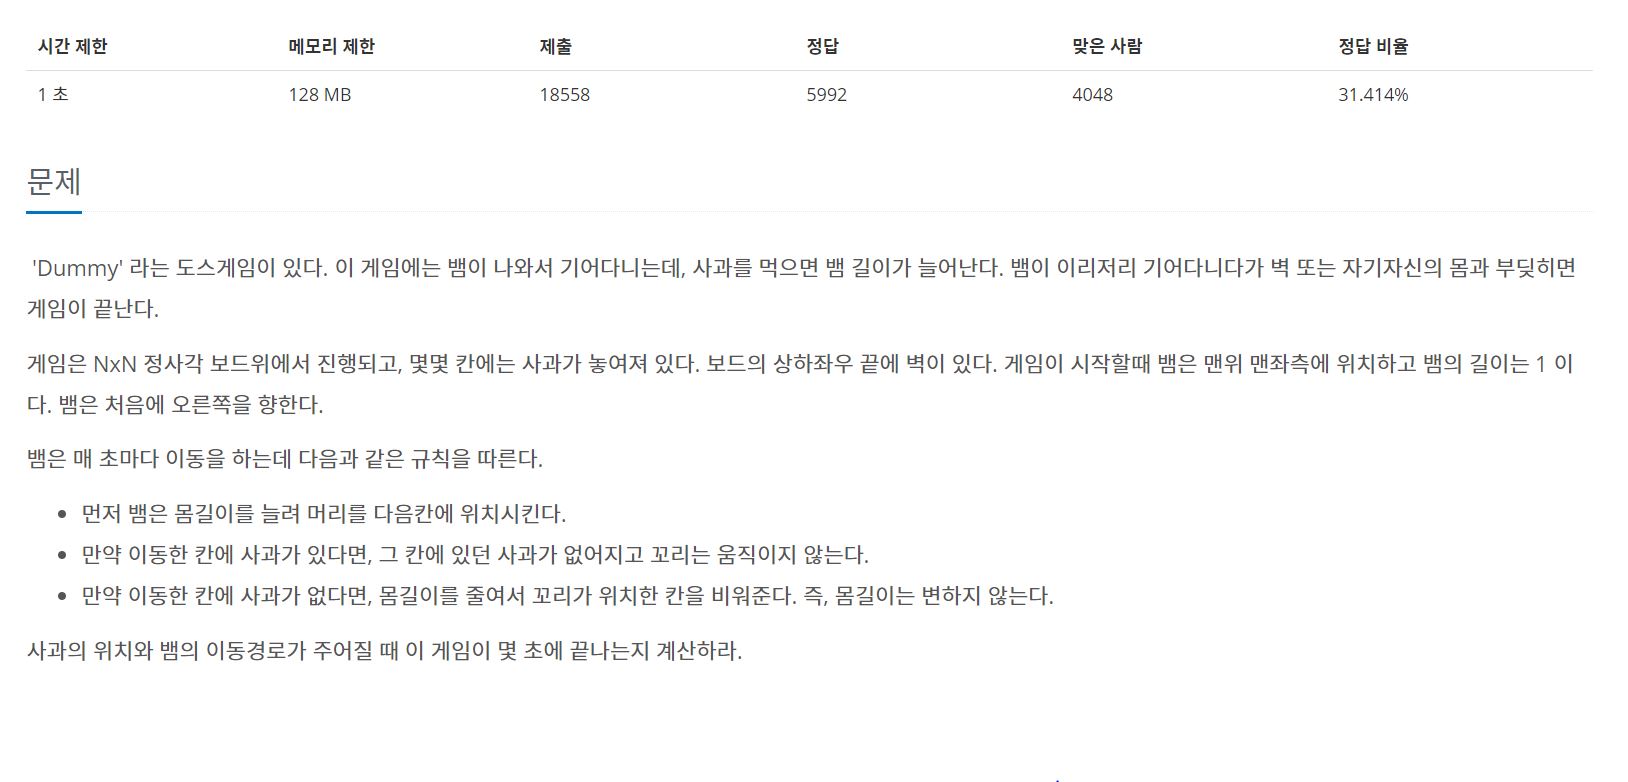 시간 제한 메모리 제한 제출 정답 맞은 사람 정답 비율
1 초 128 MB 18558 5992 4048 31.414%
문제
'Dummy' 라는 도스게임이 있다. 이 게임에는 뱀이 나와서 기어다니는데, 사과를 먹으면 뱀 길이가 늘어난다. 뱀이 이리저리 기어다니다가 벽 또는 자기자신의 몸과 부딪히면
게임이 끝난다.
게임은 NxN 정사각 보드위에서 진행되고, 몇몇 칸에는 사과가 놓여져 있다. 보드의 상하좌우 끝에 벽이 있다. 게임이 시작할때 뱀은 맨위 맨좌측에 위치하고 뱀의 길이는 1 이
다. 뱀은 처음에 오른쪽을 향한다.
뱀은 매 초마다 이동을 하는데 다음과 같은 규칙을 따른다.
• 먼저 뱀은 몸길이를 늘려 머리를 다음칸에 위치시킨다.
• 만약 이동한 칸에 사과가 있다면, 그 칸에 있던 사과가 없어지고 꼬리는 움직이지 않는다.
• 만약 이동한 칸에 사과가 없다면, 몸길이를 줄여서 꼬리가 위치한 칸을 비워준다. 즉, 몸길이는 변하지 않는다.
사과의 위치와 뱀의 이동경로가 주어질 때 이 게임이 몇 초에 끝나는지 계산하라.